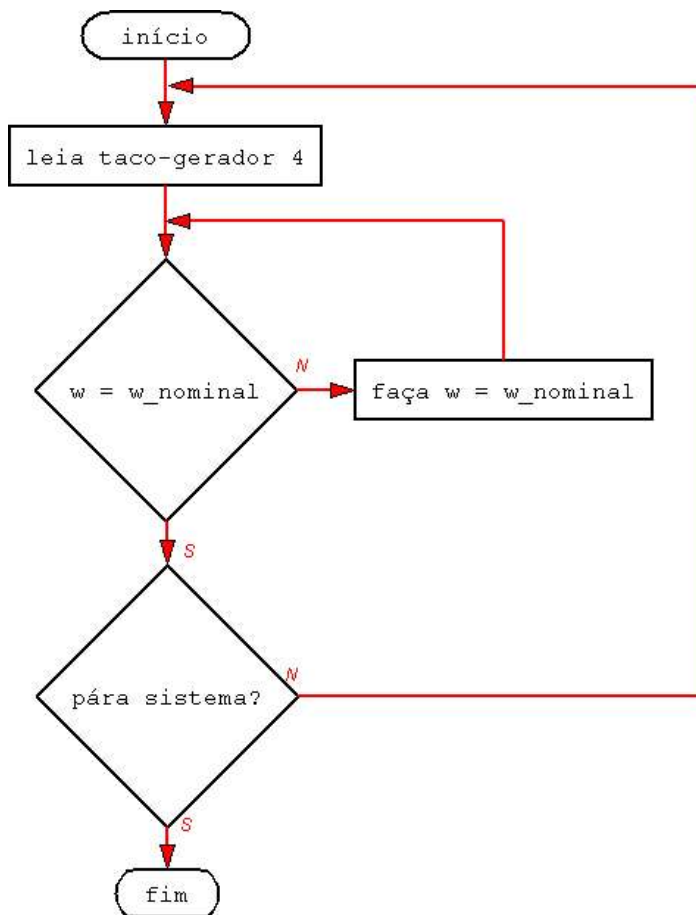 início
leia taco-gerador 4
w = w_nominal
N
faça w = w_nominal
S
pára sistema?
N
S
fim